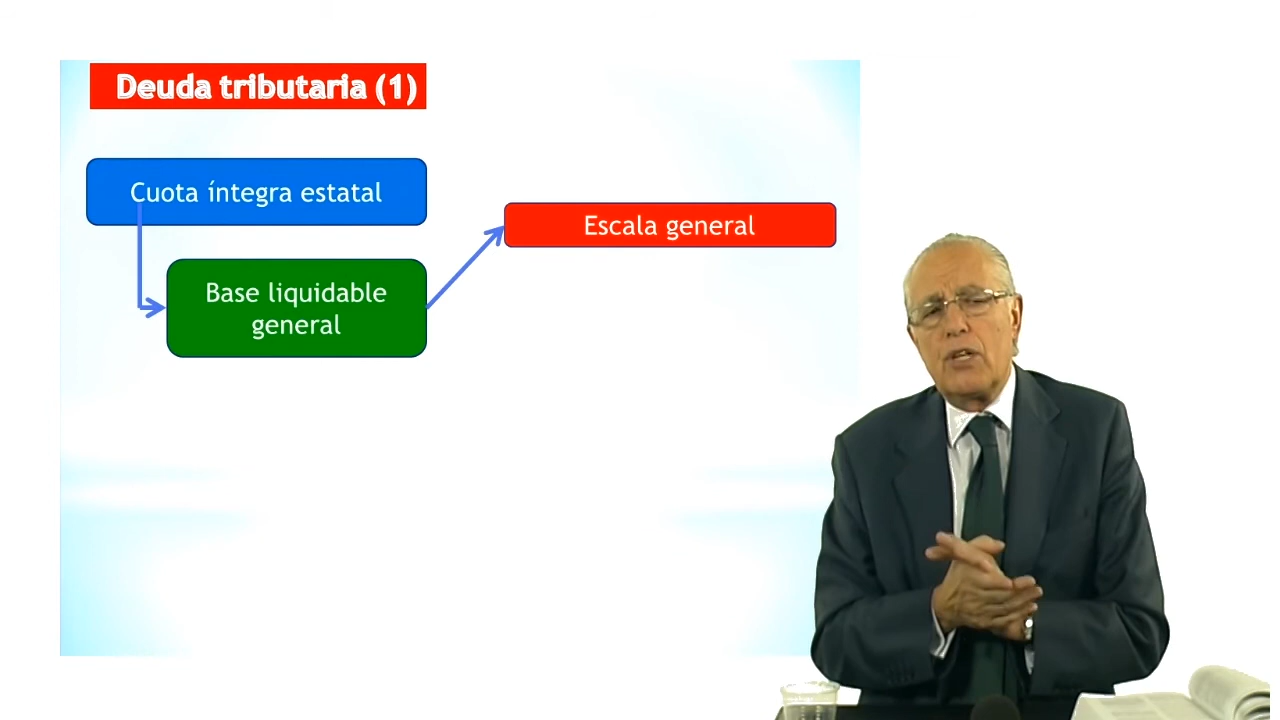 Deuda tributaria (1)
Cuota íntegra estatal
Escala general
Base liquidable
general